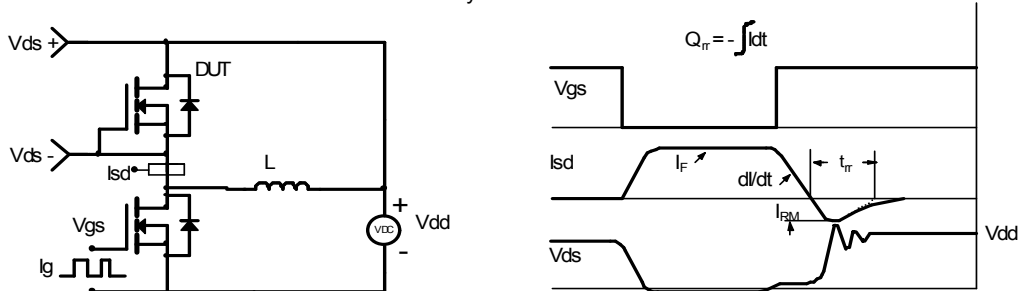 Vds +
DUT
Vds -
Isd
L
Vgs
Ig
VDC
+
-
Vdd
Qrr = - ∫Idt
Vgs
Isd
IF
dI/dt
trr
IRM
Vds
Vdd